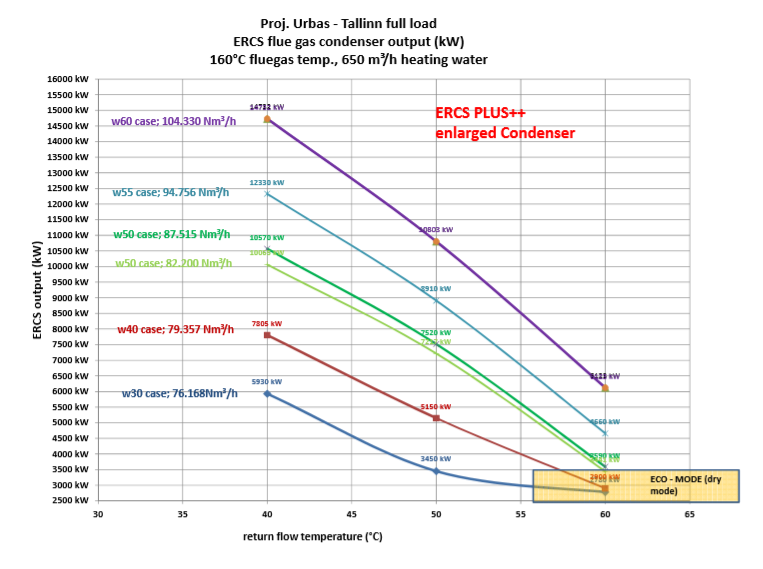 Proj. Urbas - Tallinn full load
ERCS flue gas condenser output (kW)
160°C fluegas temp., 650 m³/h heating water
ERCS output (kW)
16000 kW
15500 kW
15000 kW
14500 kW
14000 kW
13500 kW
13000 kW
12500 kW
12000 kW
11500 kW
11000 kW
10500 kW
10000 kW
9500 kW
9000 kW
8500 kW
8000 kW
7500 kW
7000 kW
6500 kW
6000 kW
5500 kW
5000 kW
4500 kW
4000 kW
3500 kW
3000 kW
2500 kW
ERCS PLUS++
enlarged Condenser
w60 case; 104.330 Nm³/h
kW
10803 kW
kW
w55 case; 94.756 Nm³/h
12330 kW
8910 kW
kW
w50 case; 87.515 Nm³/h
10570 kW
7520 kW
kW
w50 case; 82.200 Nm³/h
w40 case; 79.357 Nm³/h
7805 kW
5150 kW
w30 case; 76.168Nm³/h
5930 kW
3450 kW
ECO - MODE (dry
mode)
30
35
40
45
50
55
60
65
return flow temperature (°C)